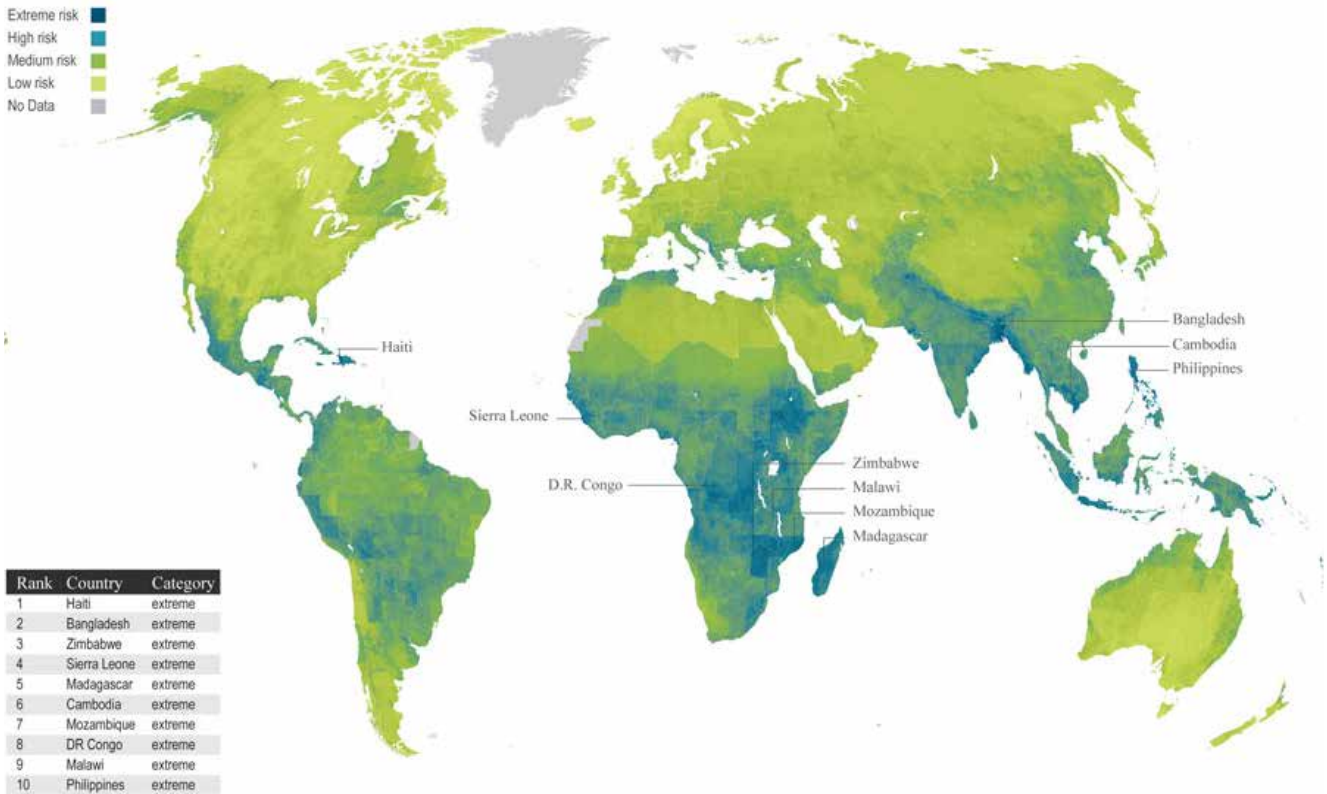 Extreme risk
High risk
Medium risk
Low risk
No Data
Haiti
Bangladesh
Cambodia
Philippines
Sierra Leone
D.R. Congo
Zimbabwe
Malawi
Mozambique
Madagascar
Rank Country Category
1 Haiti extreme
2 Bangladesh extreme
3 Zimbabwe extreme
4 Sierra Leone extreme
5 Madagascar extreme
6 Cambodia extreme
7 Mozambique extreme
8 DR Congo extreme
9 Malawi extreme
10 Philippines extreme